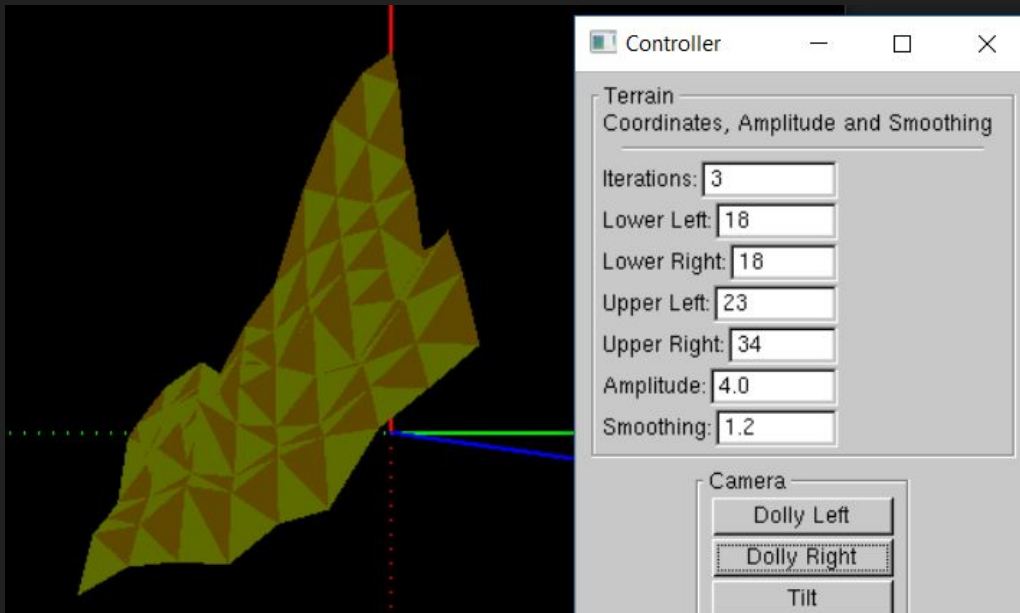 Controller
Terrain
Coordinates, Amplitude and Smoothing
Iterations: 3
Lower Left: 18
Lower Right: 18
Upper Left: 23
Upper Right: 34
Amplitude: 4.0
Smoothing: 1.2
Camera
Dolly Left
Dolly Right
Tilt